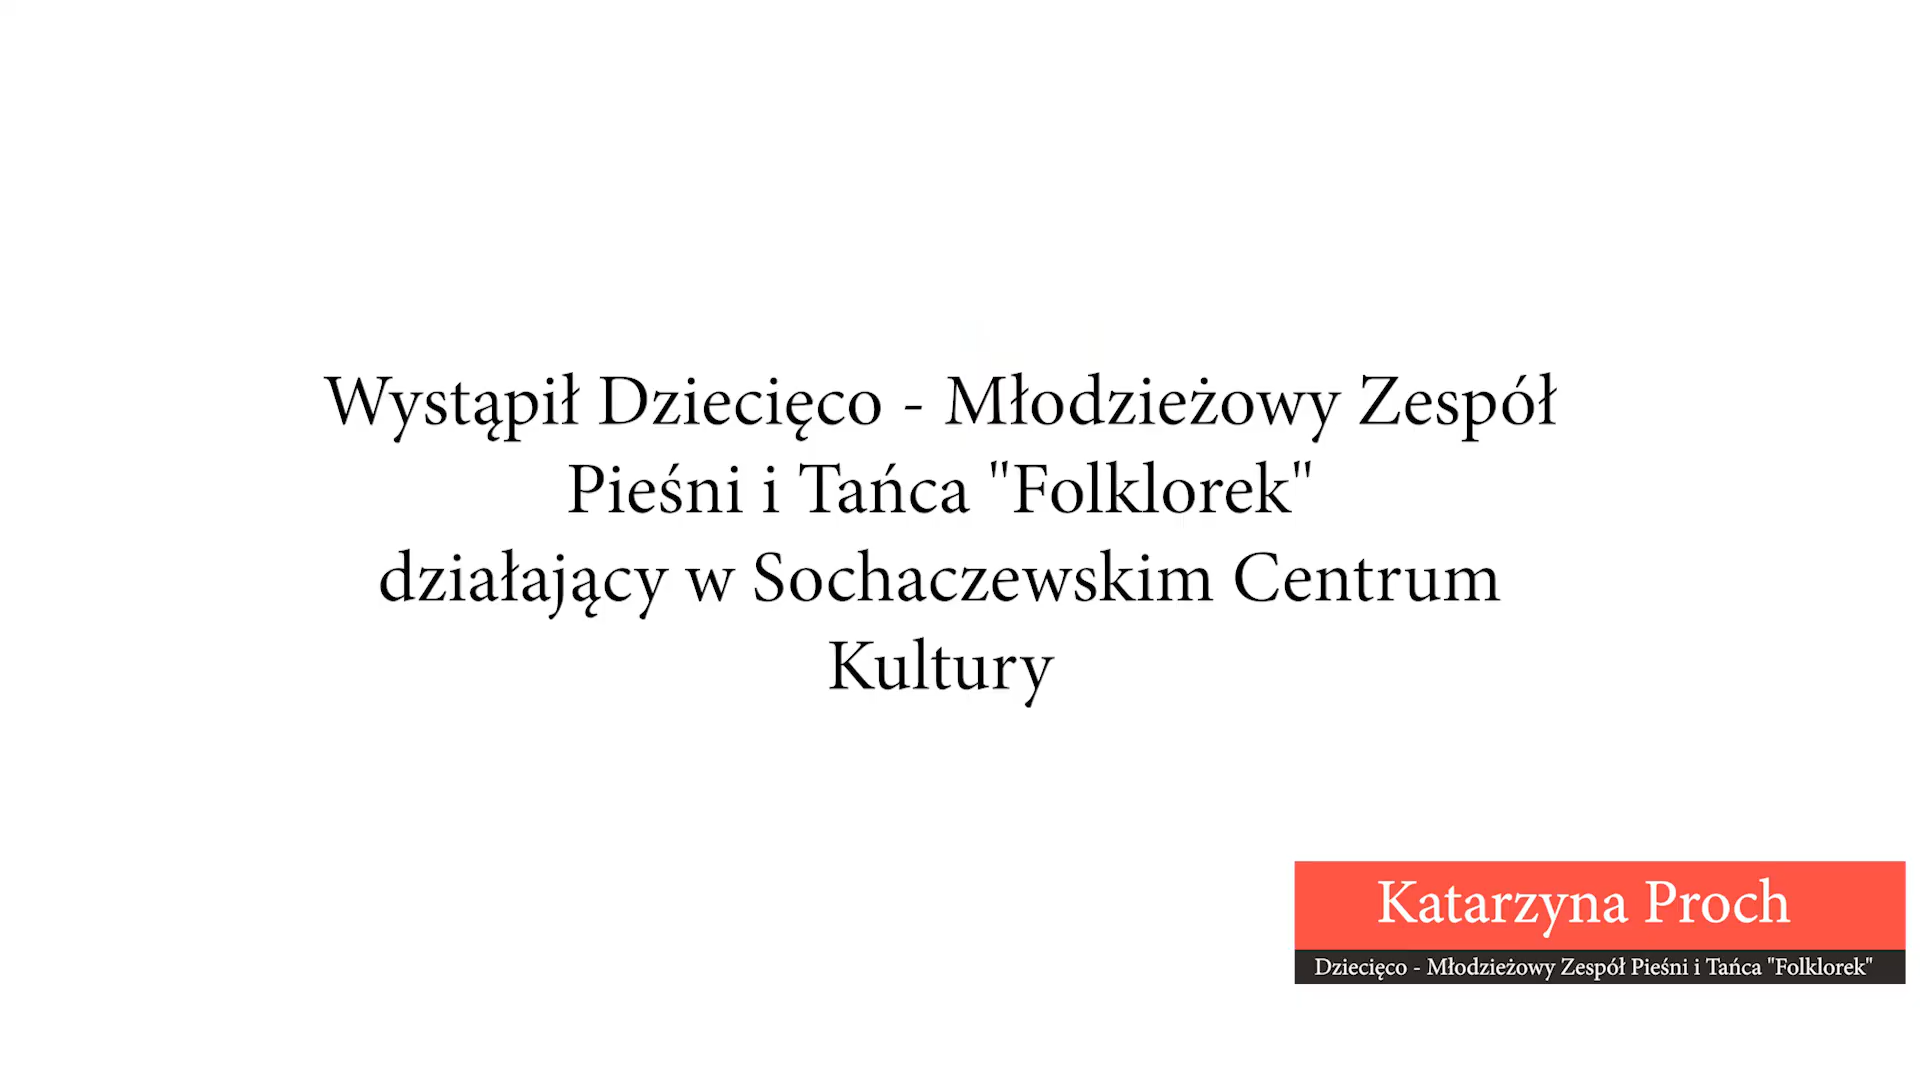 Wystąpił Dziecięco - Młodzieżowy Zespół
Pieśni i Tańca "Folklorek"
działający w Sochaczewskim Centrum
Kultury
Katarzyna Proch
Dziecięco - Młodzieżowy Zespół Pieśni i Tańca "Folklorek"